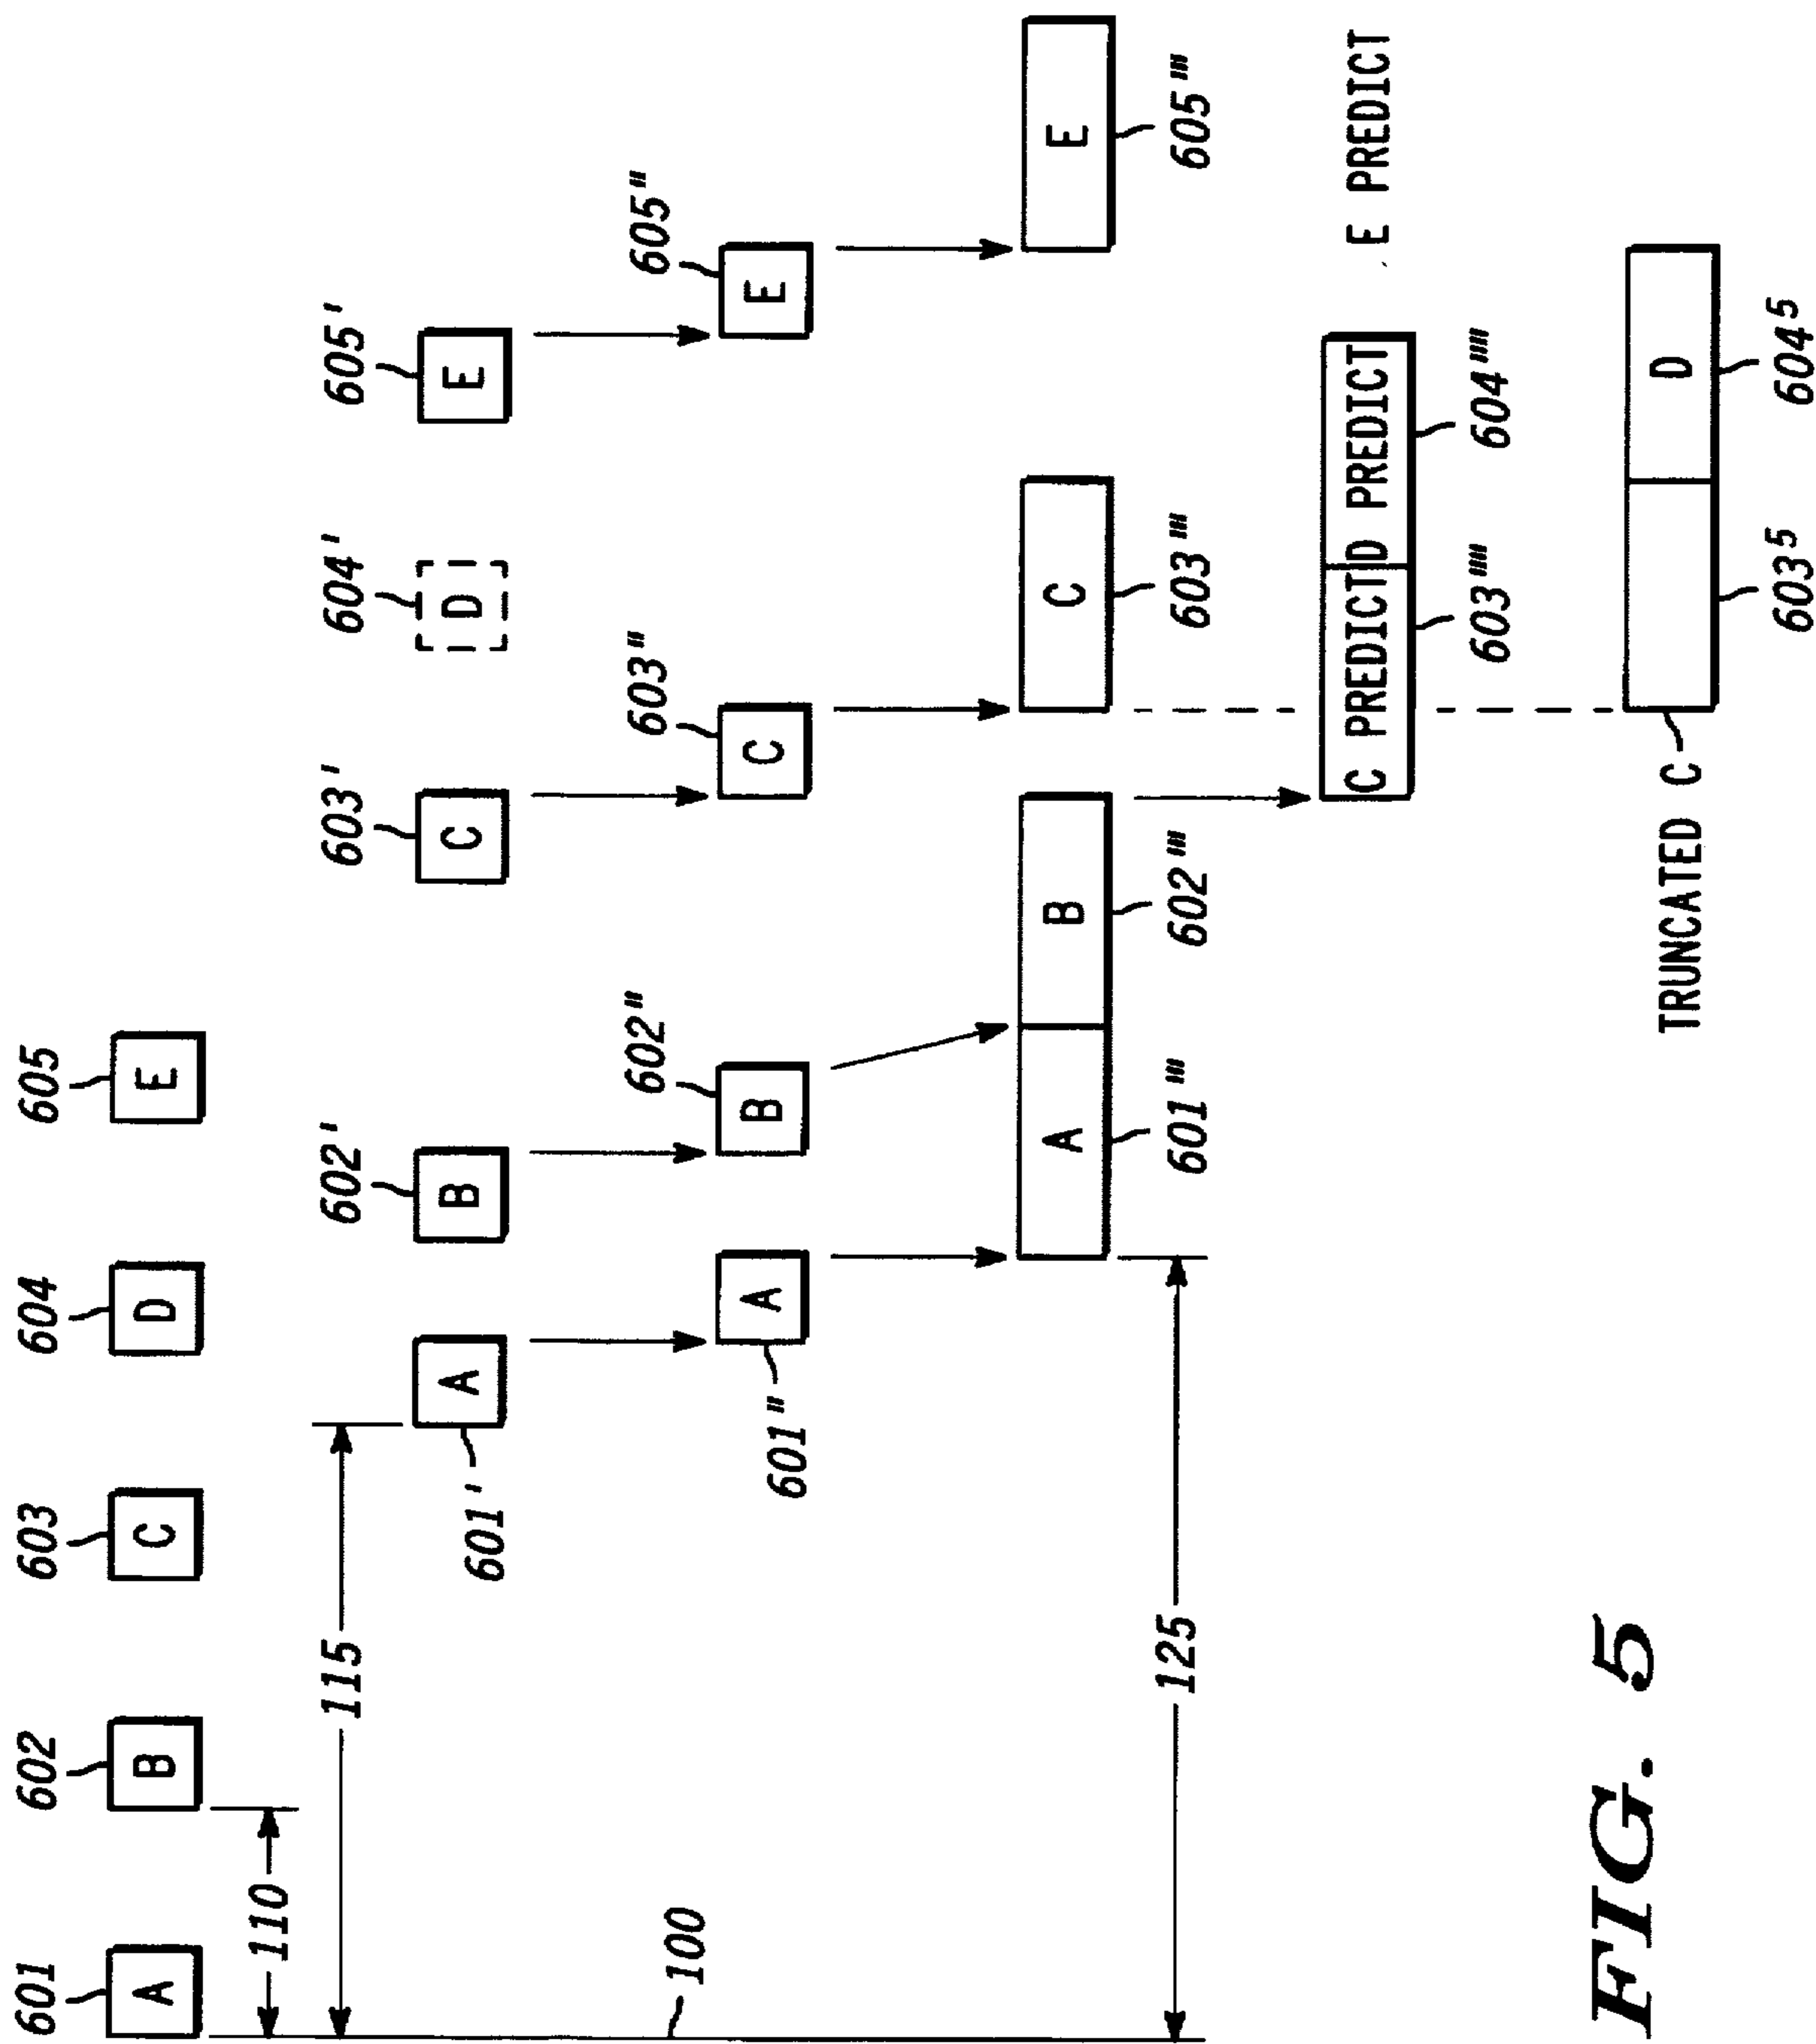 601 602 603 604 605
A B C D E
110
115
602' 603' 604' 605'
A B C D E
601'
602" 603" 605"
A B C E
601"
100
A B C E
601''' 602''' 603''' 605'''
125
C PREDICT D PREDICT E PREDICT
603'''' 604''''
D
TRUNCATED C
603⁵ 604⁵
FIG. 5